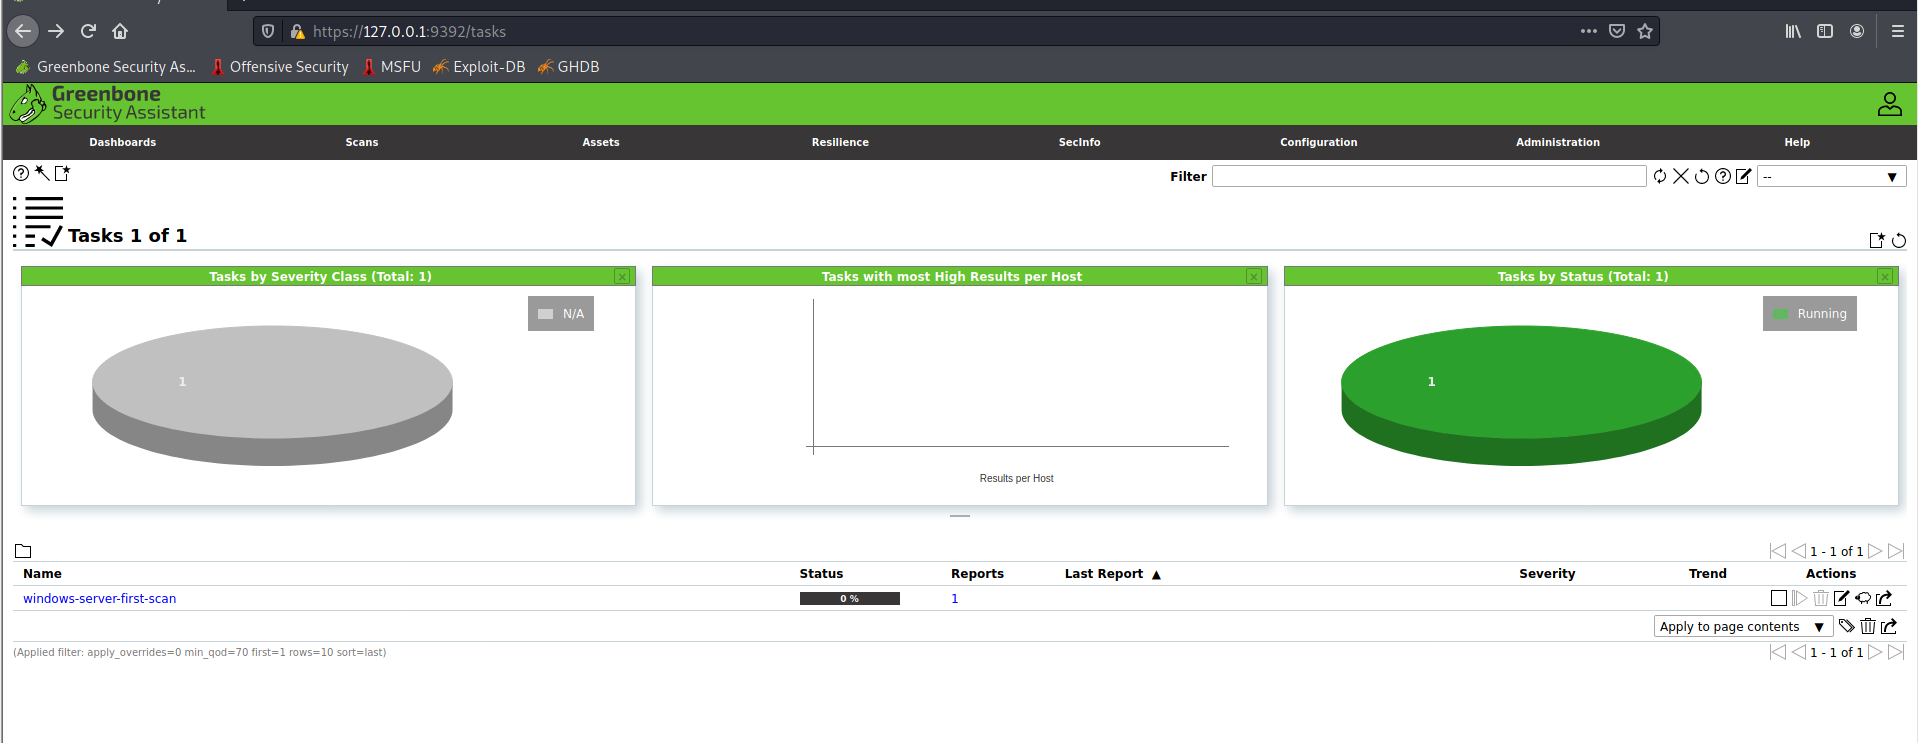 https://127.0.0.1:9392/tasks
Greenbone Security As... Offensive Security MSFU Exploit-DB GHDB
Greenbone
Security Assistant
Dashboards Scans Assets Resilience SecInfo Configuration Administration Help
Filter --
Tasks 1 of 1
Tasks by Severity Class (Total: 1) Tasks with most High Results per Host Tasks by Status (Total: 1)
N/A Running
1 1
Results per Host
1 - 1 of 1
Name Status Reports Last Report ▲ Severity Trend Actions
windows-server-first-scan 0 % 1
Apply to page contents ▼
(Applied filter: apply_overrides=0 min_qod=70 first=1 rows=10 sort=last) 1 - 1 of 1